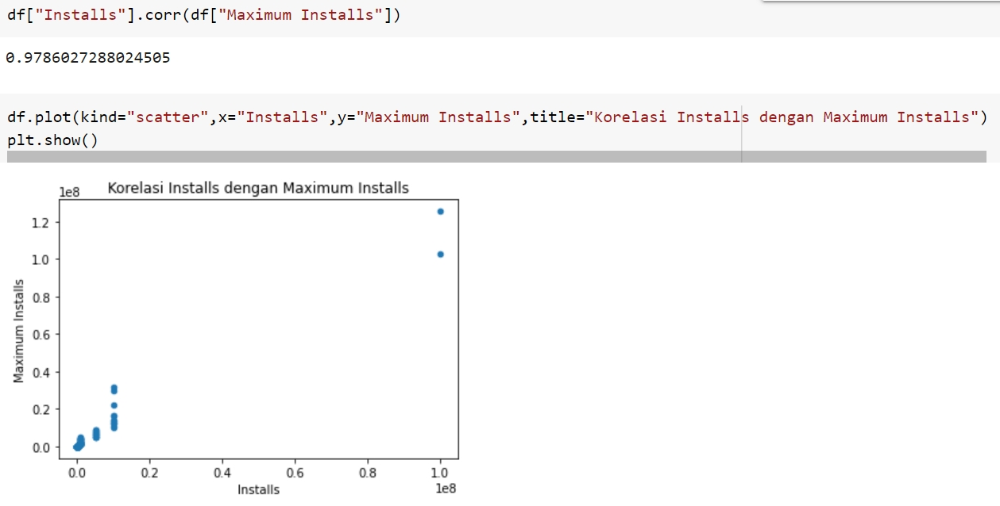 df["Installs"].corr(df["Maximum Installs"])
0.9786027288024505
df.plot(kind="scatter",x="Installs",y="Maximum Installs",title="Korelasi Installs dengan Maximum Installs")
plt.show()
Korelasi Installs dengan Maximum Installs
1e8
1.2
1.0
0.8
0.6
0.4
0.2
0.0
Maximum Installs
0.0 0.2 0.4 0.6 0.8 1.0
Installs
1e8